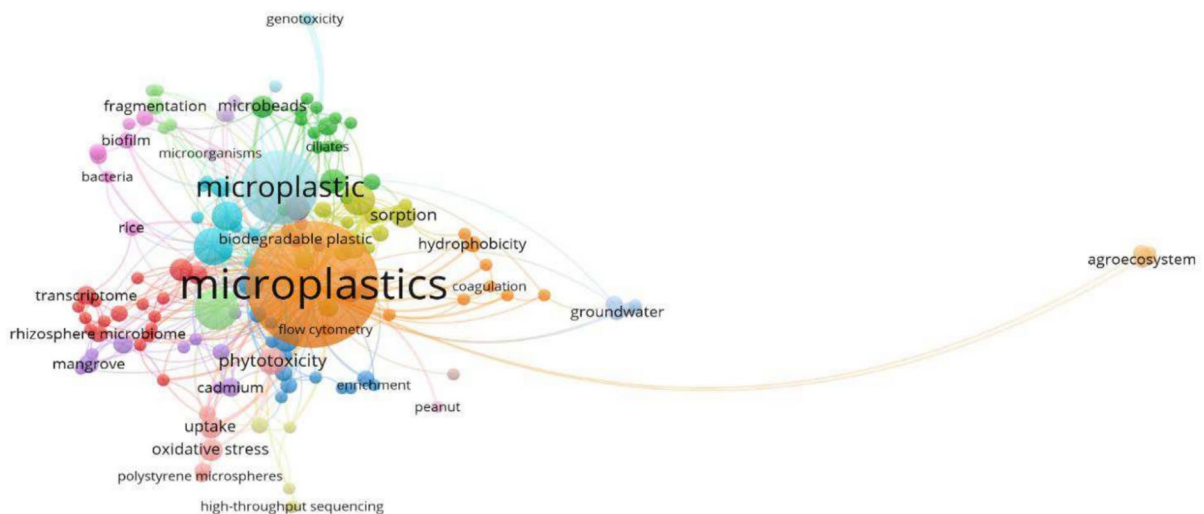 genotoxicity
fragmentation
microbeads
biofilm
microorganisms
ciliates
bacteria
microplastic
rice
sorption
biodegradable plastic
hydrophobicity
agroecosystem
microplastics
coagulation
transcriptome
groundwater
rhizosphere microbiome
flow cytometry
mangrove
phytotoxicity
cadmium
enrichment
peanut
uptake
oxidative stress
polystyrene microspheres
high-throughput sequencing